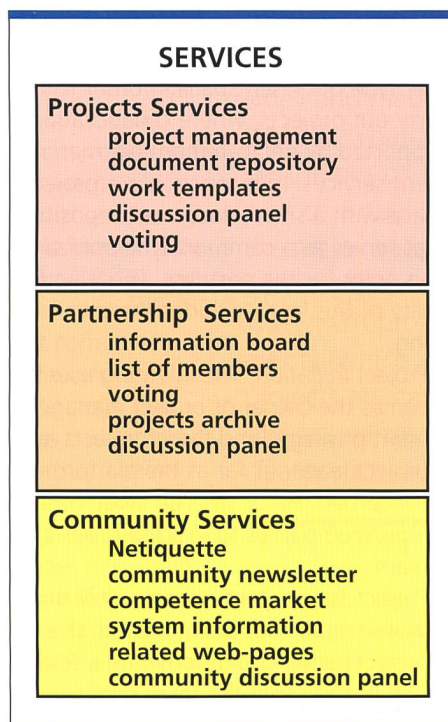 SERVICES
Projects Services
project management
document repository
work templates
discussion panel
voting
Partnership Services
information board
list of members
voting
projects archive
discussion panel
Community Services
Netiquette
community newsletter
competence market
system information
related web-pages
community discussion panel